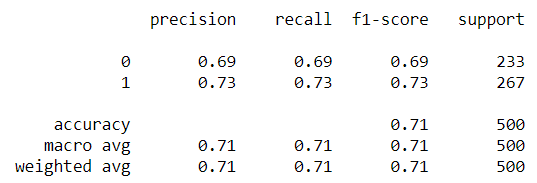 precision recall f1-score support
0 0.69 0.69 0.69 233
1 0.73 0.73 0.73 267
accuracy 0.71 500
macro avg 0.71 0.71 0.71 500
weighted avg 0.71 0.71 0.71 500